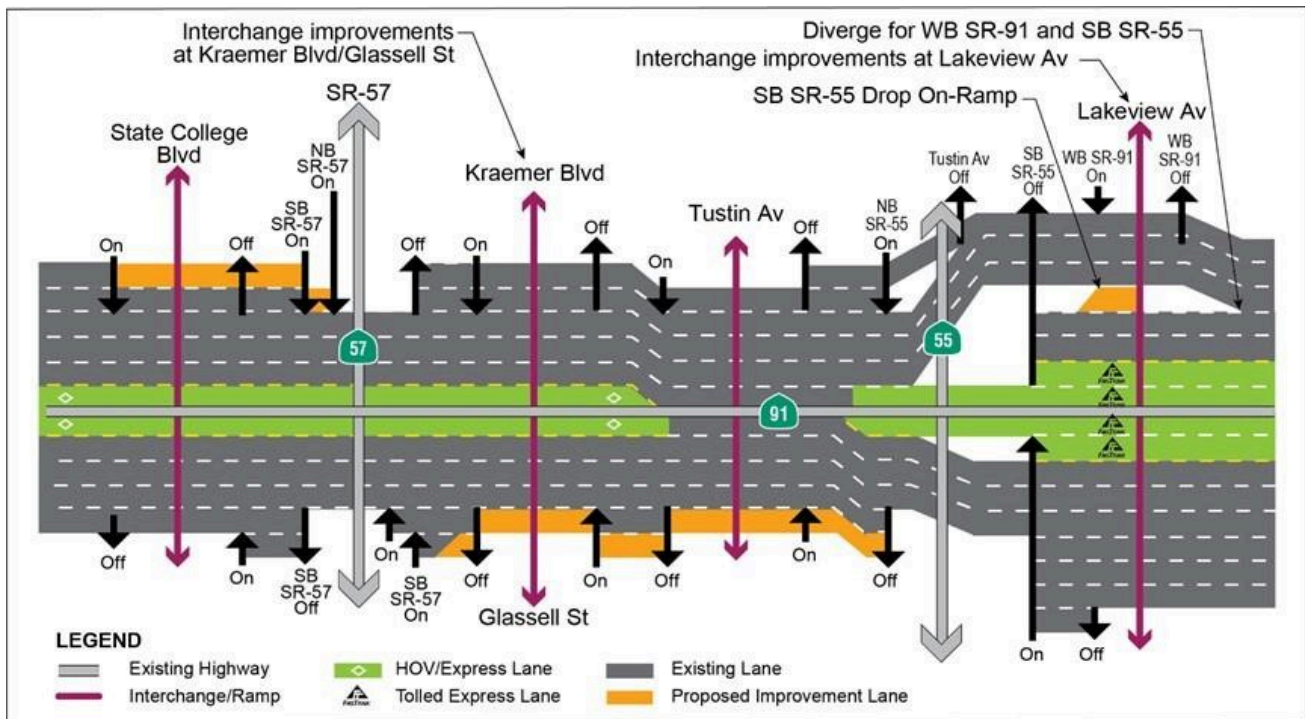 Interchange improvements
at Kraemer Blvd/Glassell St
Diverge for WB SR-91 and SB SR-55
Interchange improvements at Lakeview Av
SB SR-55 Drop On-Ramp
SR-57
State College
Blvd
NB
SR-57
On
SB
SR-57
On
Kraemer Blvd
Tustin Av
Lakeview Av
Tustin Av
Off
SB
SR-55
Off
WB SR-91
On
WB
SR-91
Off
NB
SR-55
On
On
Off
Off
On
Off
On
Off
57
55
91
FASTRAK
FASTRAK
FASTRAK
FASTRAK
Off
On
SB
SR-57
Off
On
SB
SR-57
On
Off
Glassell St
On
Off
On
Off
On
Off
LEGEND
Existing Highway
HOV/Express Lane
Existing Lane
Interchange/Ramp
FASTRAK
Tolled Express Lane
Proposed Improvement Lane